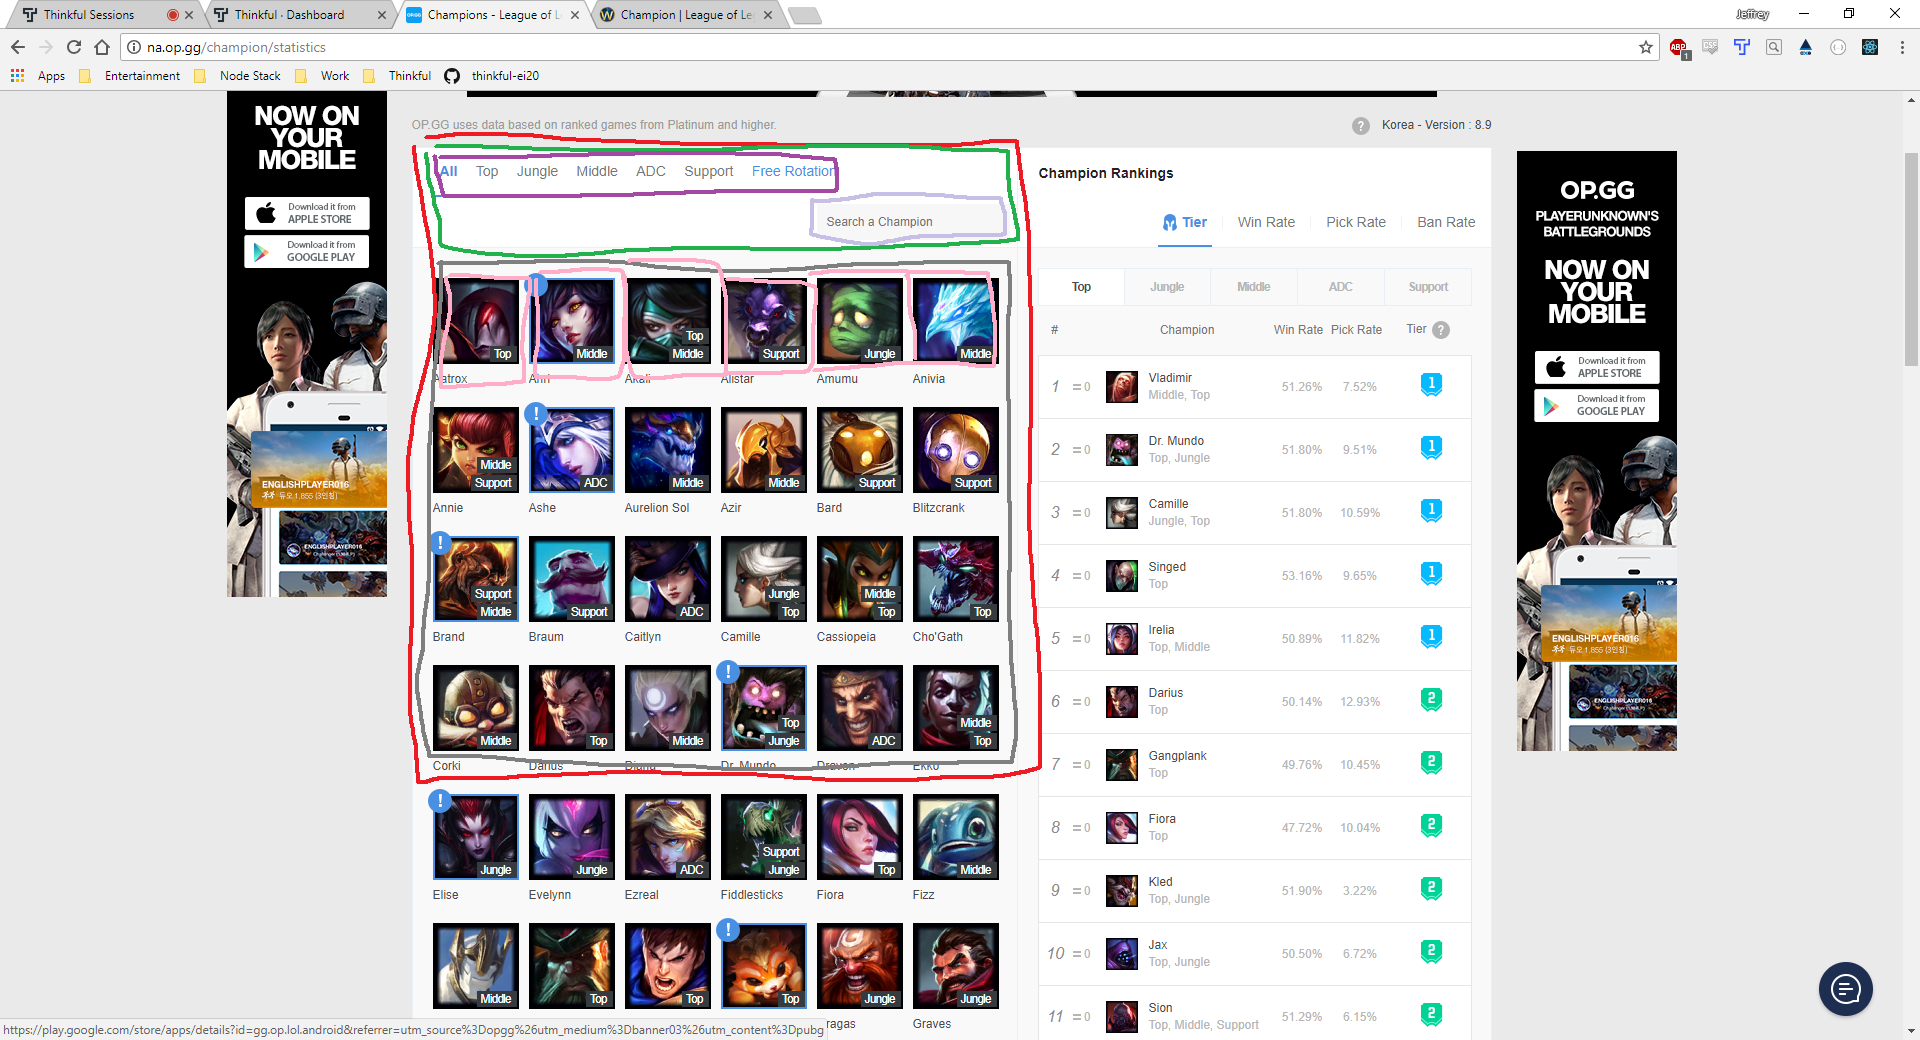 Thinkful Sessions
Thinkful - Dashboard
Champions - League of L
Champion | League of Le
Jeffrey
na.op.gg/champion/statistics
ABP
1
Apps
Entertainment
Node Stack
Work
Thinkful
thinkful-ei20
NOW ON
YOUR
MOBILE
Download it from
APPLE STORE
Download it from
GOOGLE PLAY
ENGLISHPLAYER016
OP.GG uses data based on ranked games from Platinum and higher.
? Korea - Version : 8.9
All Top Jungle Middle ADC Support Free Rotation
Search a Champion
Top
Middle
Top
Middle
Support
Jungle
Middle
Aatrox
Ahri
Akali
Alistar
Amumu
Anivia
Middle
Support
!
ADC
Middle
Middle
Support
Support
Annie
Ashe
Aurelion Sol
Azir
Bard
Blitzcrank
!
Support
Middle
Support
ADC
Jungle
Top
Middle
Top
Top
Brand
Braum
Caitlyn
Camille
Cassiopeia
Cho'Gath
Middle
Top
Middle
!
Top
Jungle
ADC
Middle
Top
Corki
Darius
Diana
Dr. Mundo
Draven
Ekko
!
Jungle
Jungle
ADC
Support
Jungle
Top
Middle
Elise
Evelynn
Ezreal
Fiddlesticks
Fiora
Fizz
Middle
Top
Top
!
Top
Jungle
Jungle
ragas
Graves
https://play.google.com/store/apps/details?id=gg.op.lol.android&referrer=utm_source%3Dopgg%26utm_medium%3Dbanner03%26utm_content%3Dpubg
Champion Rankings
Tier Win Rate Pick Rate Ban Rate
Top Jungle Middle ADC Support
# Champion Win Rate Pick Rate Tier ?
1 = 0 Vladimir 51.26% 7.52% 1
Middle, Top
2 = 0 Dr. Mundo 51.80% 9.51% 1
Top, Jungle
3 = 0 Camille 51.80% 10.59% 1
Jungle, Top
4 = 0 Singed 53.16% 9.65% 1
Top
5 = 0 Irelia 50.89% 11.82% 1
Top, Middle
6 = 0 Darius 50.14% 12.93% 2
Top
7 = 0 Gangplank 49.76% 10.45% 2
Top
8 = 0 Fiora 47.72% 10.04% 2
Top
9 = 0 Kled 51.90% 3.22% 2
Top, Jungle
10 = 0 Jax 50.50% 6.72% 2
Top, Jungle
11 = 0 Sion 51.29% 6.15% 2
Top, Middle, Support
OP.GG
PLAYERUNKNOWN'S
BATTLEGROUNDS
NOW ON
YOUR
MOBILE
Download it from
APPLE STORE
Download it from
GOOGLE PLAY
ENGLISHPLAYER016